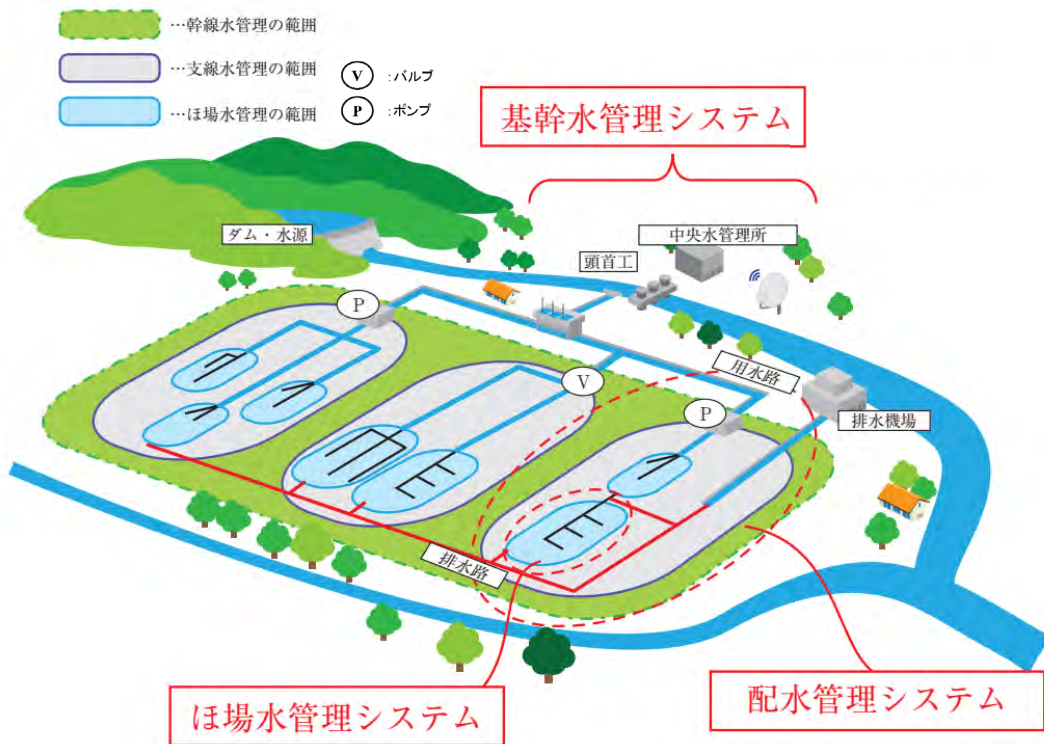 …幹線水管理の範囲
…支線水管理の範囲
V :バルブ
…ほ場水管理の範囲
P :ポンプ
基幹水管理システム
中央水管理所
ダム・水源
頭首工
P
用水路
V
P
排水機場
排水路
ほ場水管理システム
配水管理システム